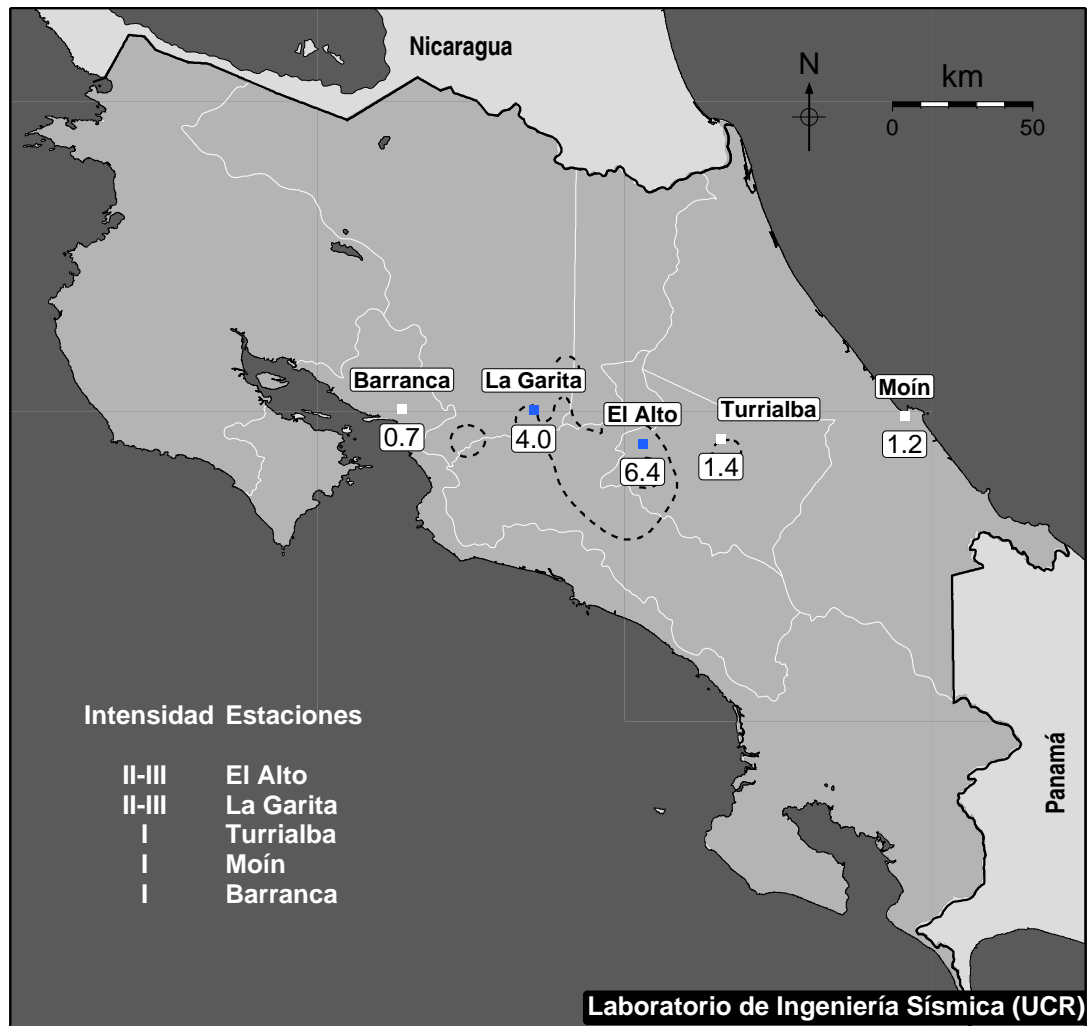 Nicaragua
N
km
0 50
Barranca
La Garita
El Alto
Turrialba
Moín
0.7
4.0
6.4
1.4
1.2
Intensidad Estaciones
II-III El Alto
II-III La Garita
I Turrialba
I Moín
I Barranca
Panamá
Laboratorio de Ingeniería Sísmica (UCR)